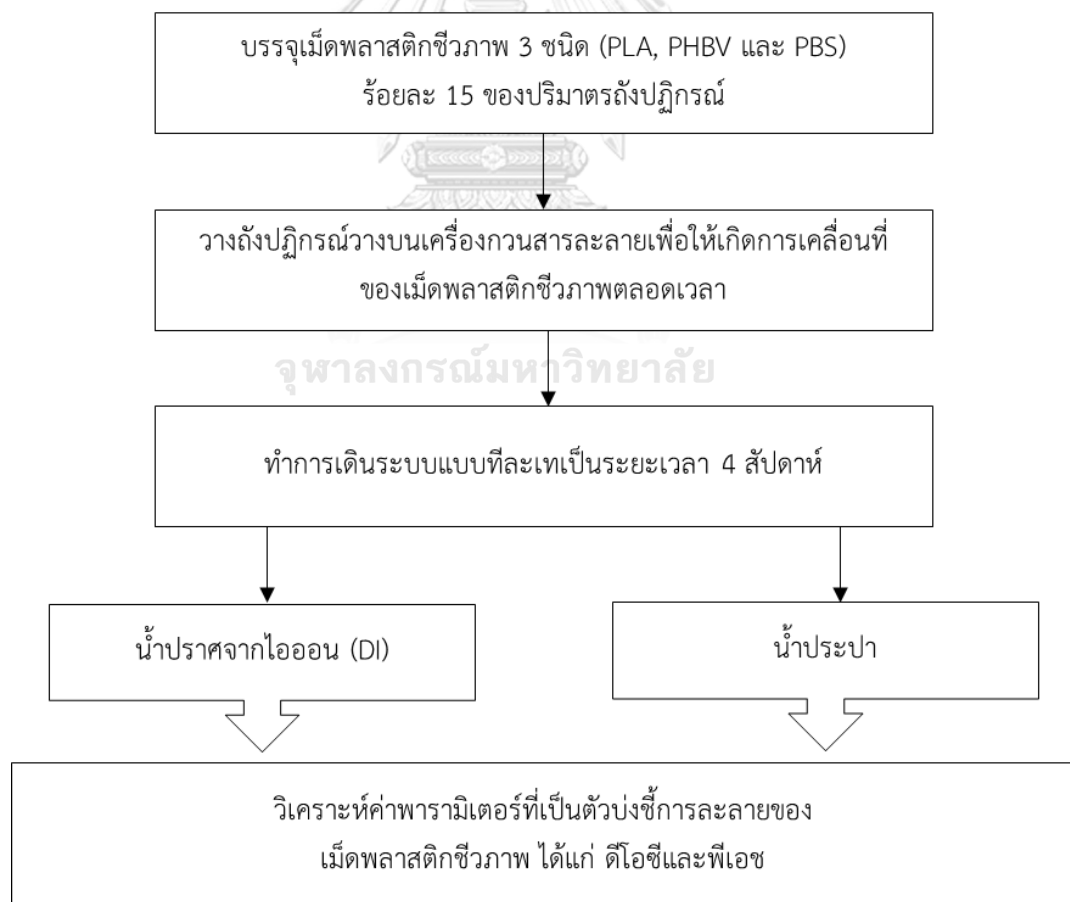 บรรจุเม็ดพลาสติกชีวภาพ 3 ชนิด (PLA, PHBV และ PBS)
ร้อยละ 15 ของปริมาตรถังปฏิกรณ์
วางถังปฏิกรณ์วางบนเครื่องกวนสารละลายเพื่อให้เกิดการเคลื่อนที่
ของเม็ดพลาสติกชีวภาพตลอดเวลา
จุฬาลงกรณ์มหาวิทยาลัย
ทำการเดินระบบแบบทีละเทเป็นระยะเวลา 4 สัปดาห์
น้ำปราศจากไอออน (DI)
น้ำประปา
วิเคราะห์ค่าพารามิเตอร์ที่เป็นตัวบ่งชี้การละลายของ
เม็ดพลาสติกชีวภาพ ได้แก่ ดีโอซีและพีเอช